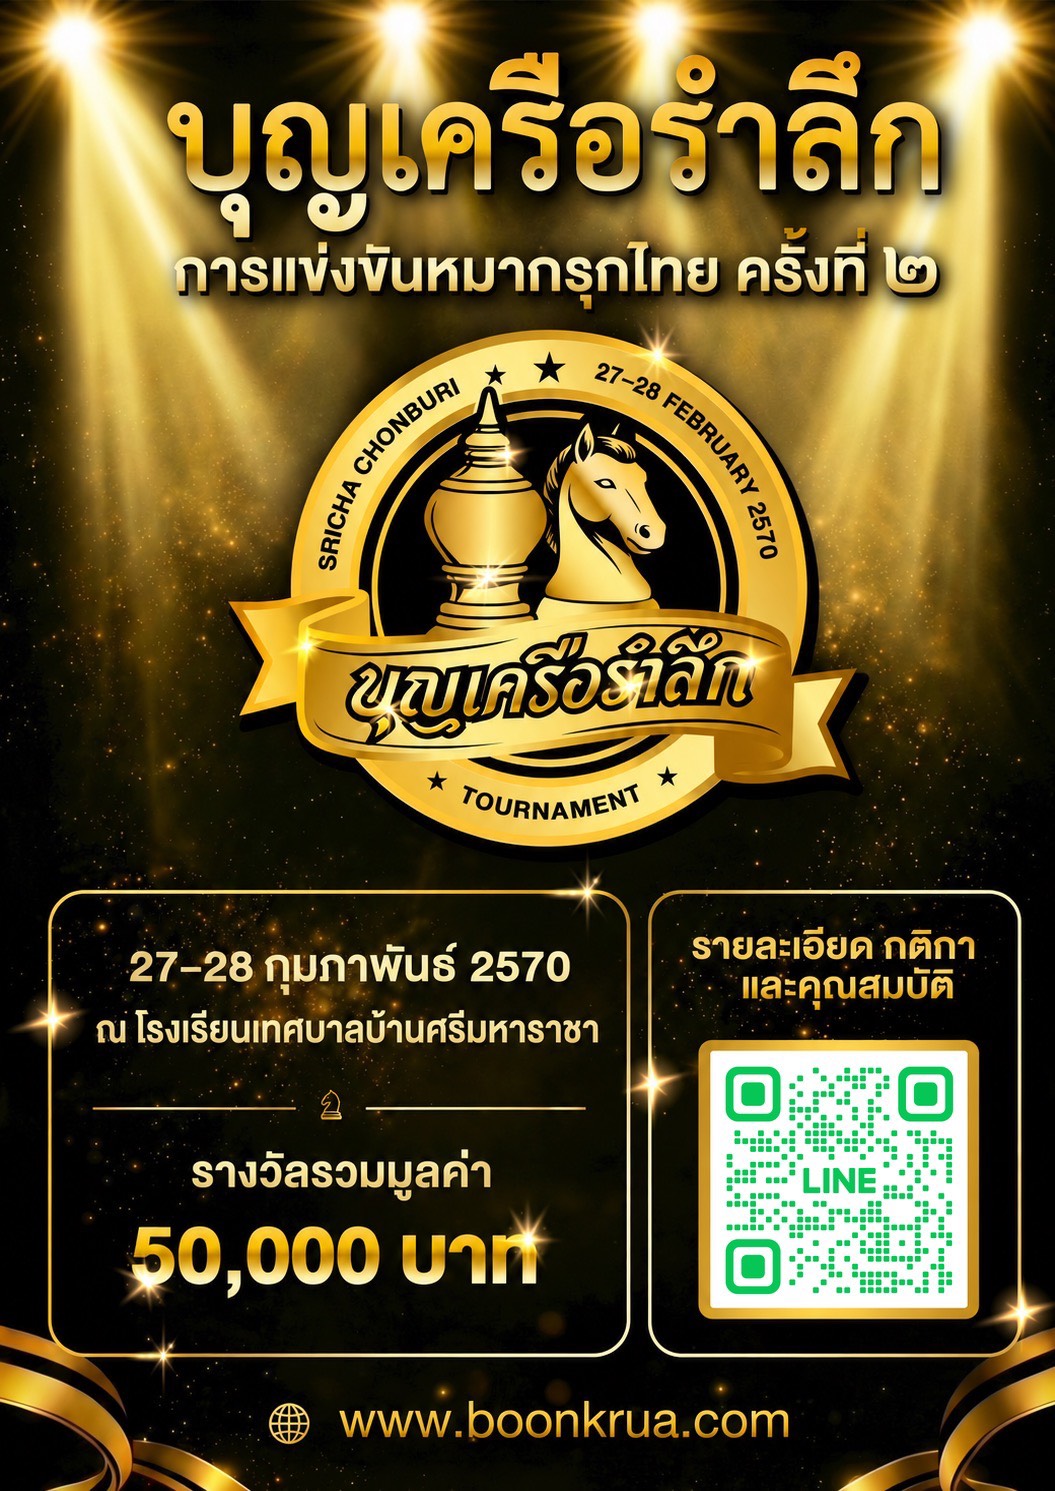 บุญเครือรำลึก
การแข่งขันหมากรุกไทย ครั้งที่ ๒
SRICHA CHONBURI
27-28 FEBRUARY 2570
บุญเครือรำลึก
TOURNAMENT
27-28 กุมภาพันธ์ 2570
ณ โรงเรียนเทศบาลบ้านศรีมหาราชา
รางวัลรวมมูลค่า
50,000 บาท
รายละเอียด กติกา
และคุณสมบัติ
LINE
www.boonkrua.com